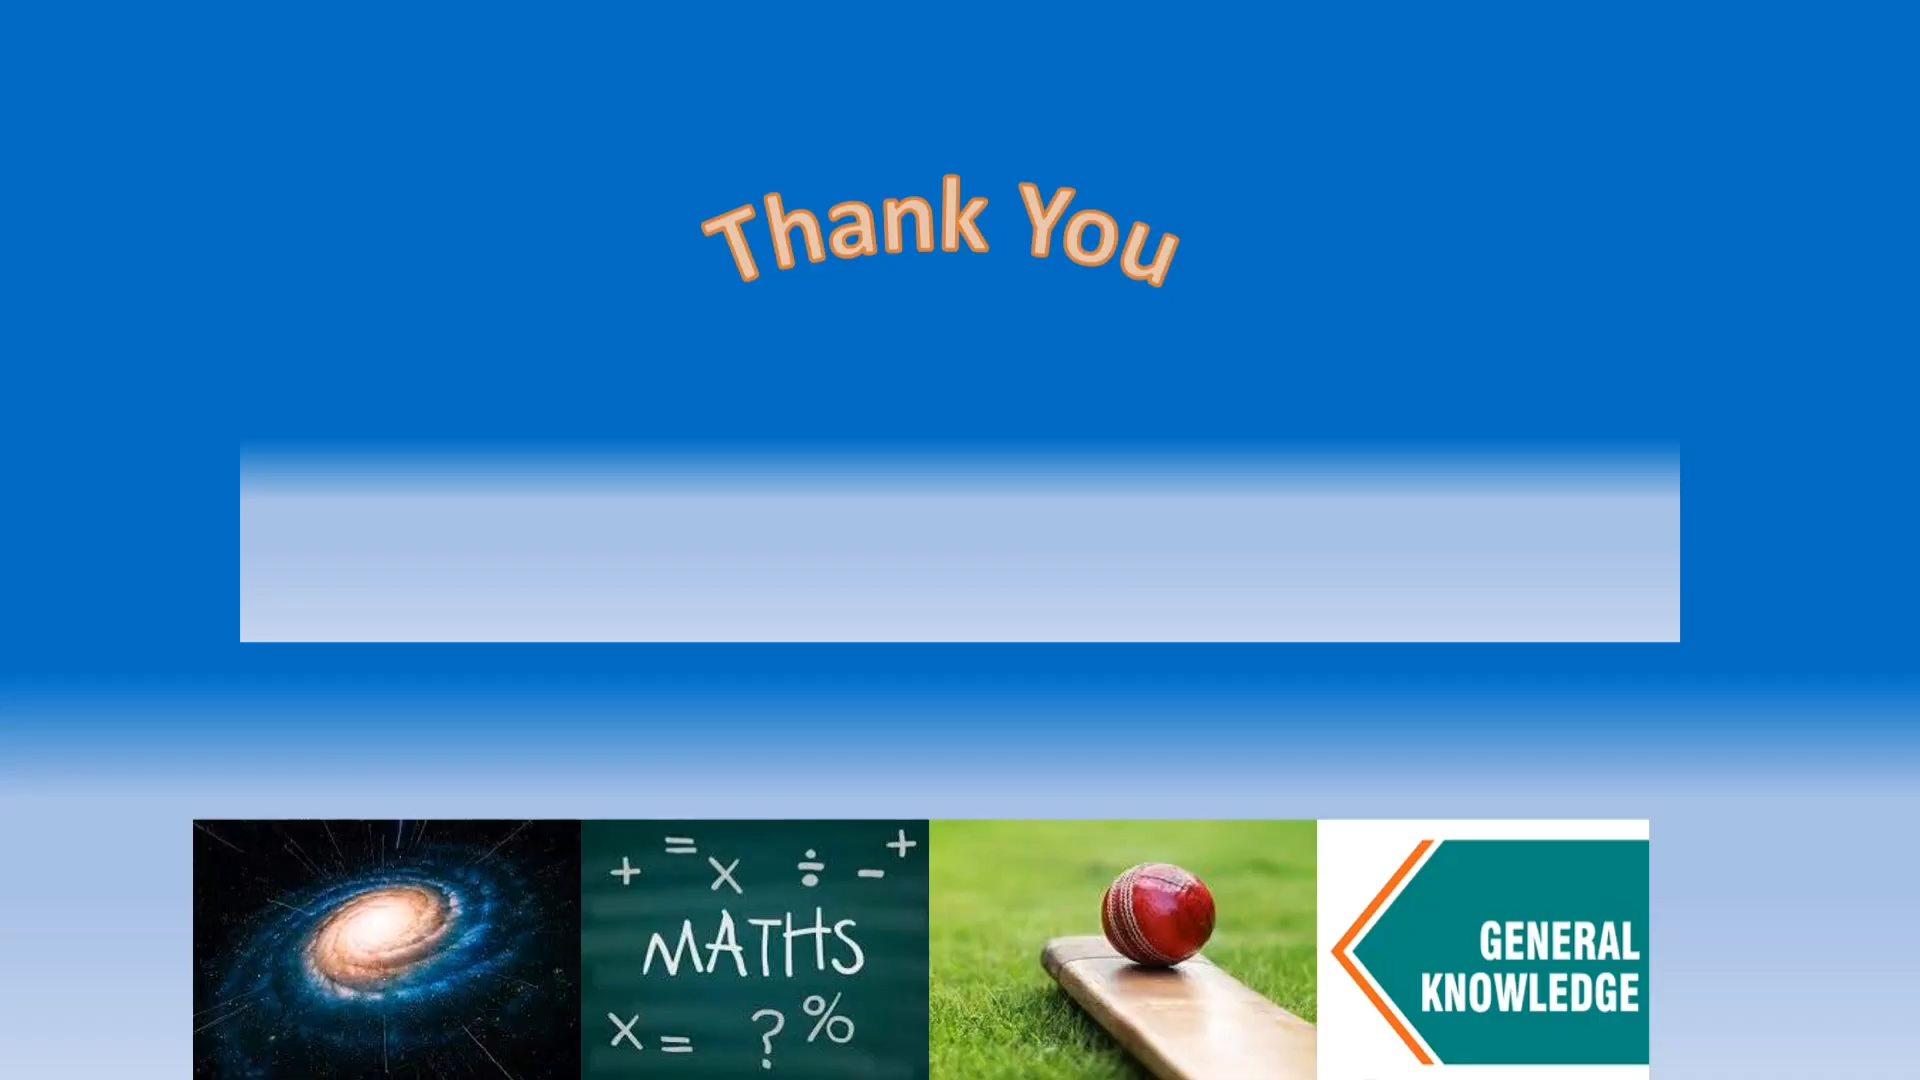 Thank You
+ = x ÷ - +
MATHS
x = ? %
GENERAL
KNOWLEDGE